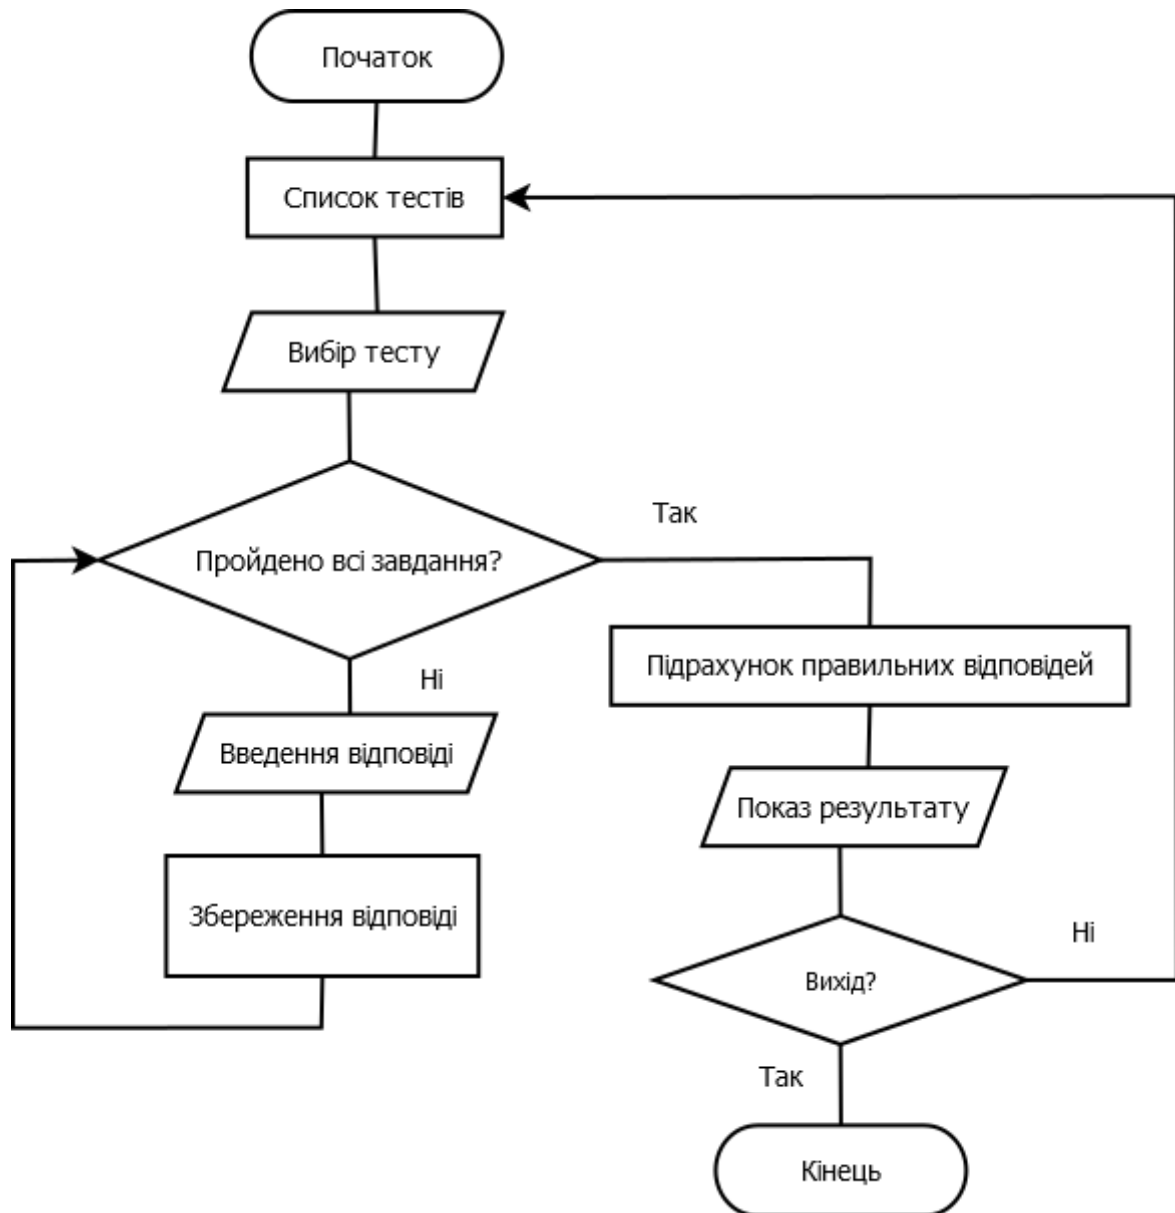 Початок
Список тестів
Вибір тесту
Пройдено всі завдання?
Так
Ні
Введення відповіді
Збереження відповіді
Підрахунок правильних відповідей
Показ результату
Вихід?
Ні
Так
Кінець